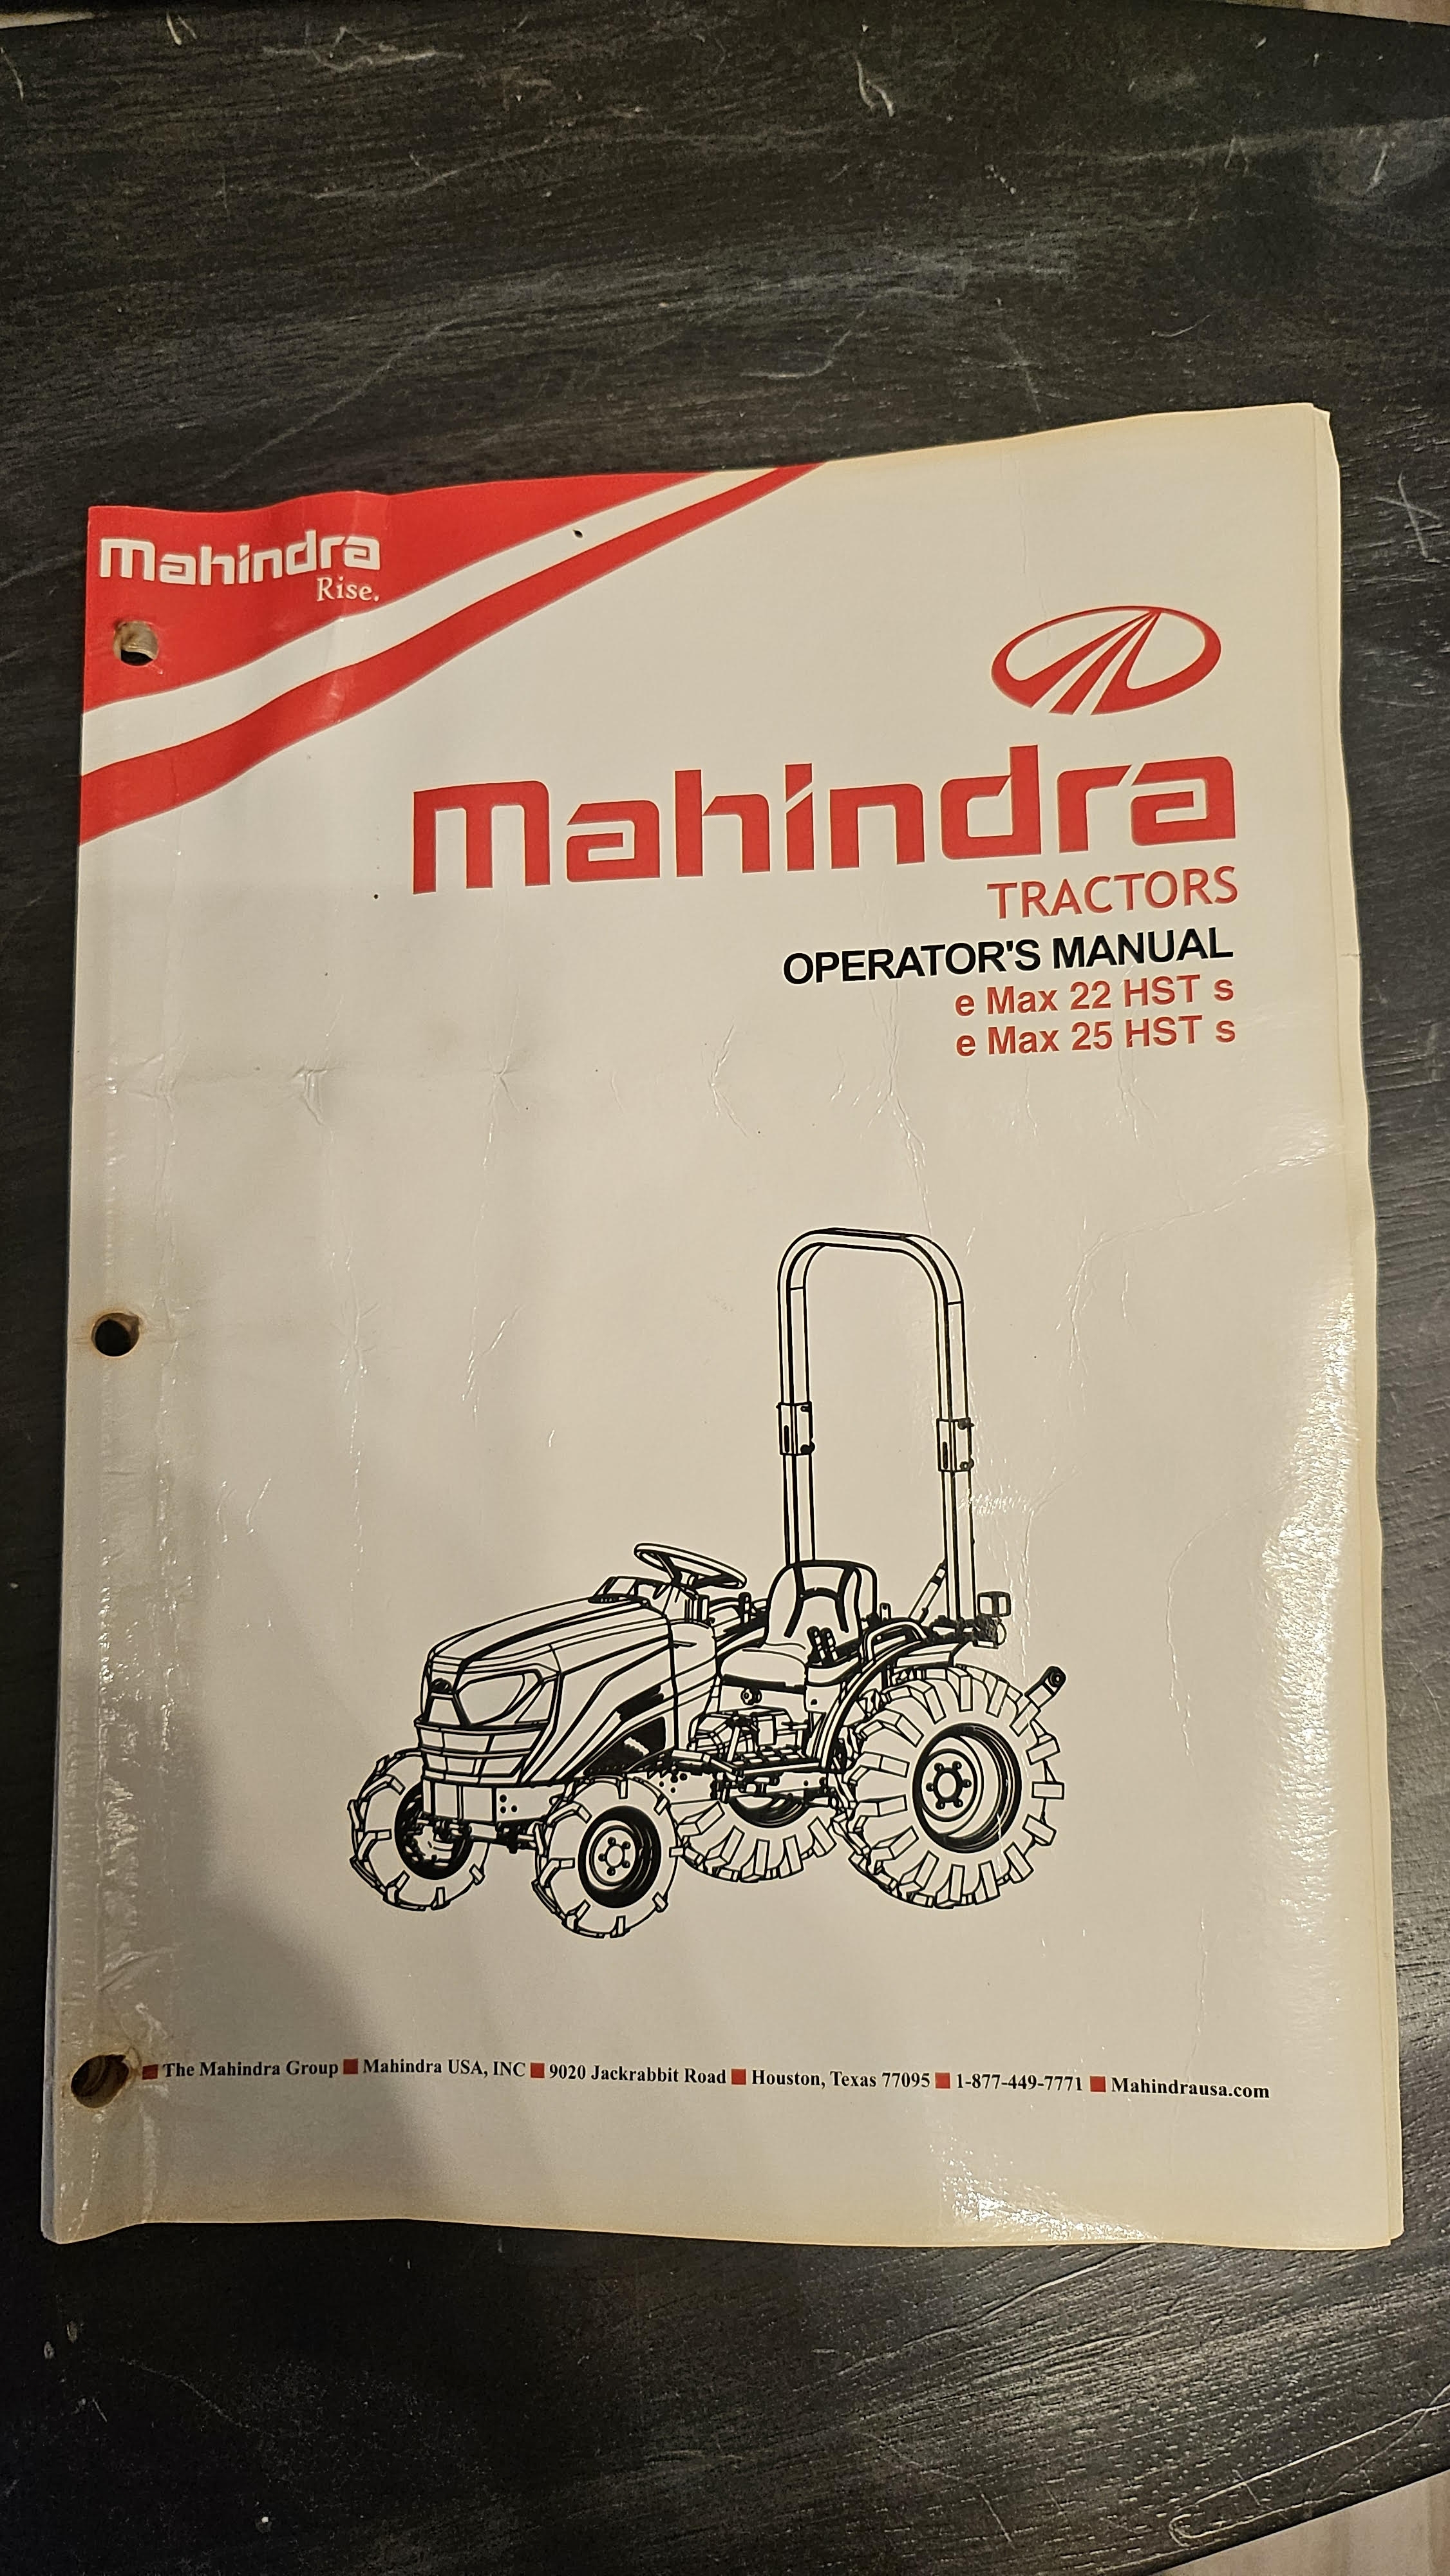 Mahindra
Rise.
Mahindra
TRACTORS
OPERATOR'S MANUAL
e Max 22 HST s
e Max 25 HST s
■ The Mahindra Group ■ Mahindra USA, INC ■ 9020 Jackrabbit Road ■ Houston, Texas 77095 ■ 1-877-449-7771 ■ Mahindrausa.com